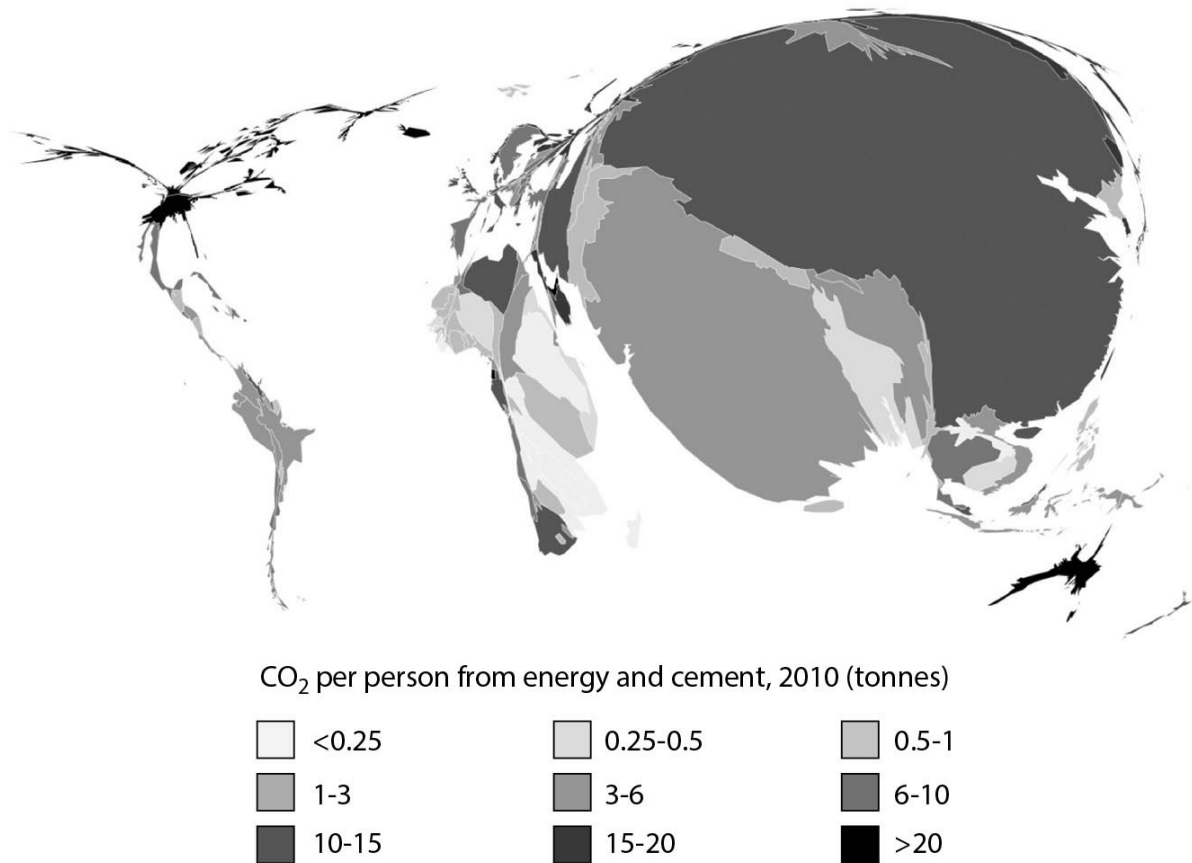 CO₂ per person from energy and cement, 2010 (tonnes)
<0.25 0.25-0.5 0.5-1
1-3 3-6 6-10
10-15 15-20 >20